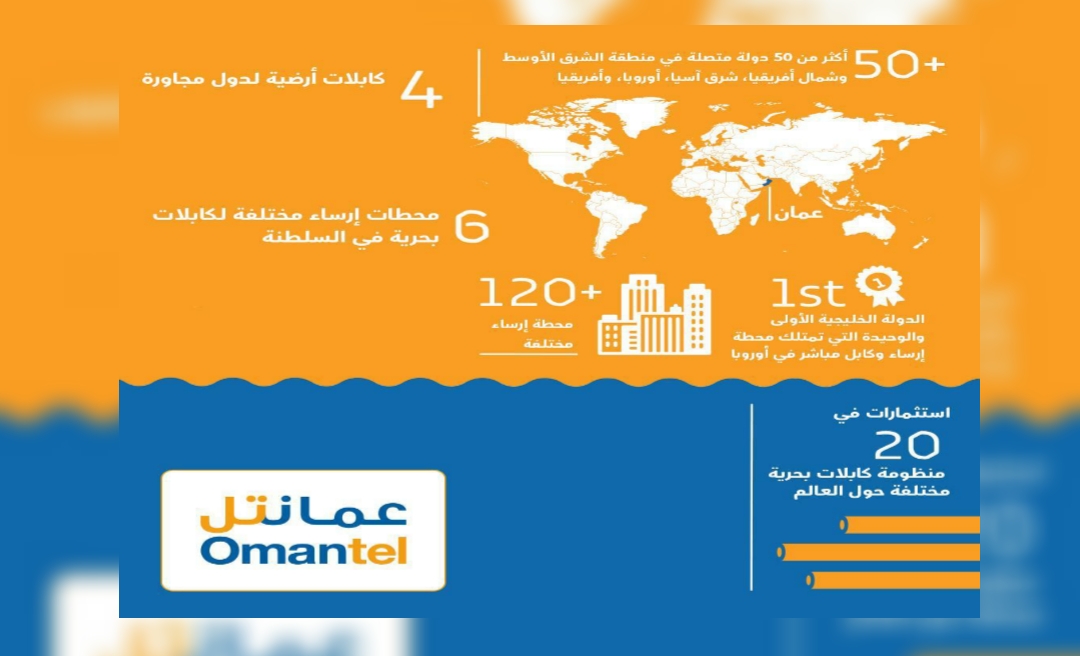 50+
أكثر من 50 دولة متصلة في منطقة الشرق الأوسط
وشمال أفريقيا، شرق آسيا، أوروبا، وأفريقيا
4
كابلات أرضية لدول مجاورة
عمان
6
محطات إرساء مختلفة لكابلات
بحرية في السلطنة
1
1st
الدولة الخليجية الأولى
والوحيدة التي تمتلك محطة
إرساء وكابل مباشر في أوروبا
120+
محطة إرساء
مختلفة
استثمارات في
20
منظومة كابلات بحرية
مختلفة حول العالم
عمانتل
Omantel